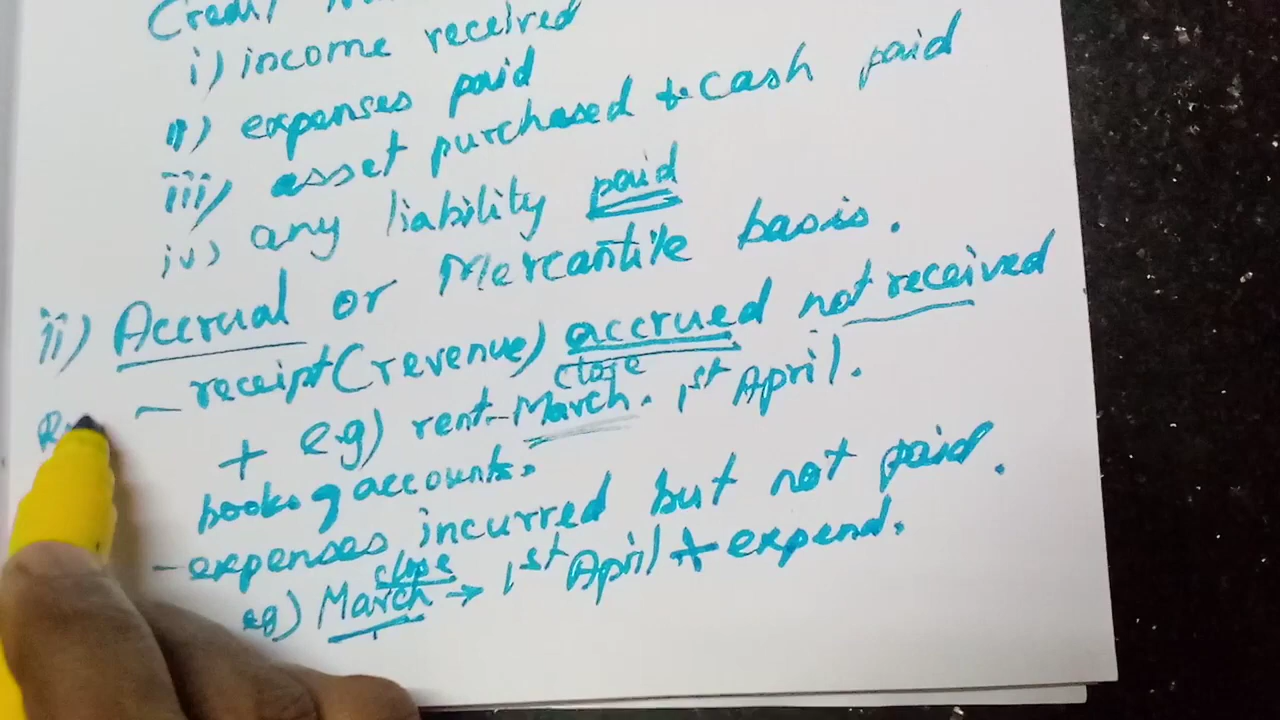 Credit
i) income received
ii) expenses paid
iii) asset purchased & cash paid
iv) any liability paid
ii) Accrual or Mercantile basis.
- receipt (revenue) accrued not received
close
+ eg) rent - March. 1st April.
books of accounts.
- expenses incurred but not paid.
close
eg) March → 1st April + expend.